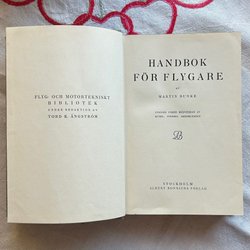 FLYG- OCH MOTORTEKNISKT
BIBLIOTEK
UNDER REDAKTION AV
TORD K. ÅNGSTRÖM
HANDBOK
FÖR FLYGARE
AV
MARTIN BUNKE
STOCKHOLM
ALBERT BONNIERS FÖRLAG